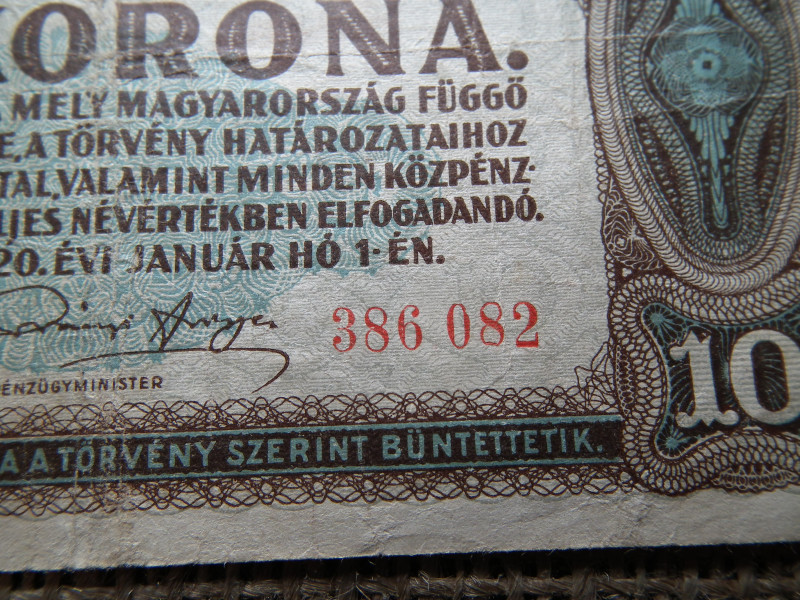 KORONA.
MELY MAGYARORSZÁG FÜGGŐ
E, A TÖRVÉNY HATÁROZATAIHOZ
TAL, VALAMINT MINDEN KÖZPÉNZ-
LJES NÉVÉRTÉKBEN ELFOGADANDÓ.
20. ÉVI JANUÁR HÓ 1-ÉN.
386 082
ÉNZÜGYMINISTER
10
A A TÖRVÉNY SZERINT BÜNTETTETIK.